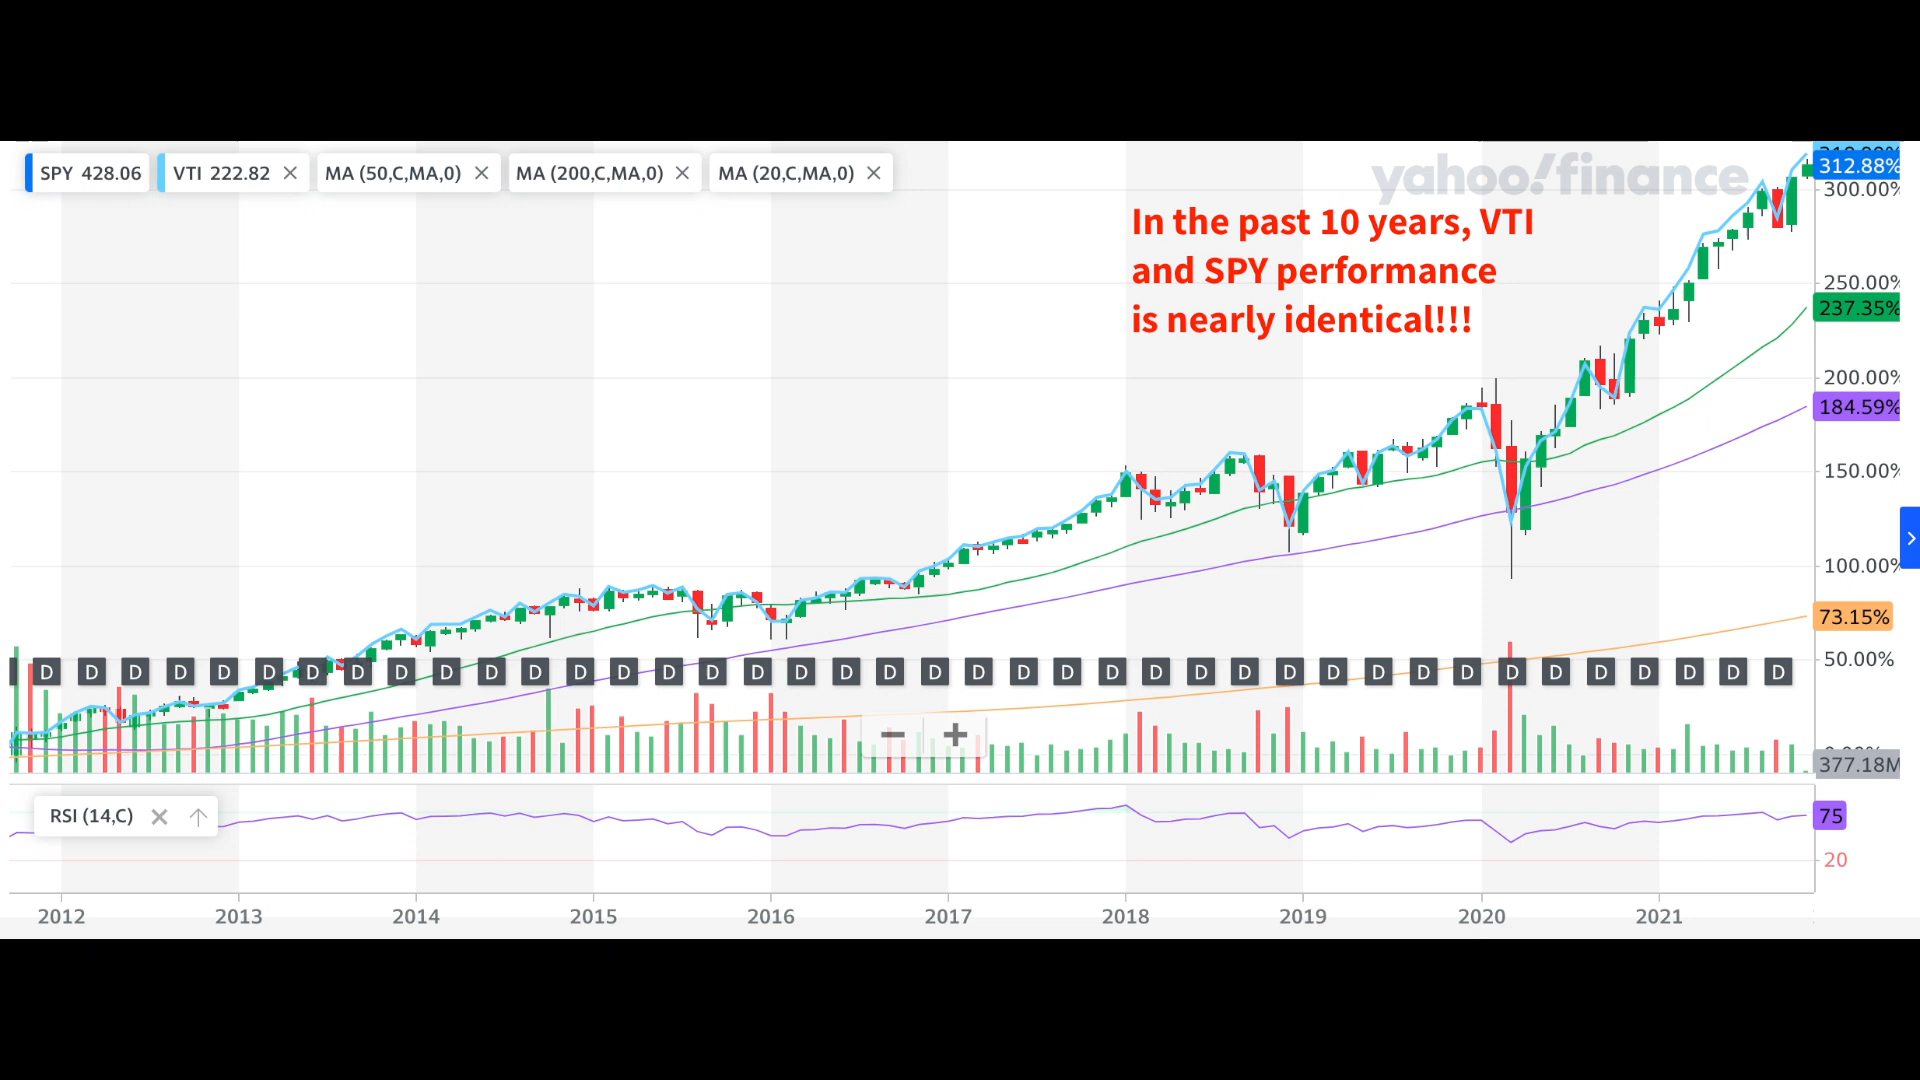 SPY 428.06 VTI 222.82 MA (50,C,MA,0) MA (200,C,MA,0) MA (20,C,MA,0)
yahoo!finance
In the past 10 years, VTI
and SPY performance
is nearly identical!!!
312.88%
300.00%
250.00%
237.35%
200.00%
184.59%
150.00%
100.00%
73.15%
50.00%
D D D D D D D D D D D D D D D D D D D D D D D D D D D D D D D D D D D D D D D D
377.18M
RSI (14,C)
75
20
2012 2013 2014 2015 2016 2017 2018 2019 2020 2021